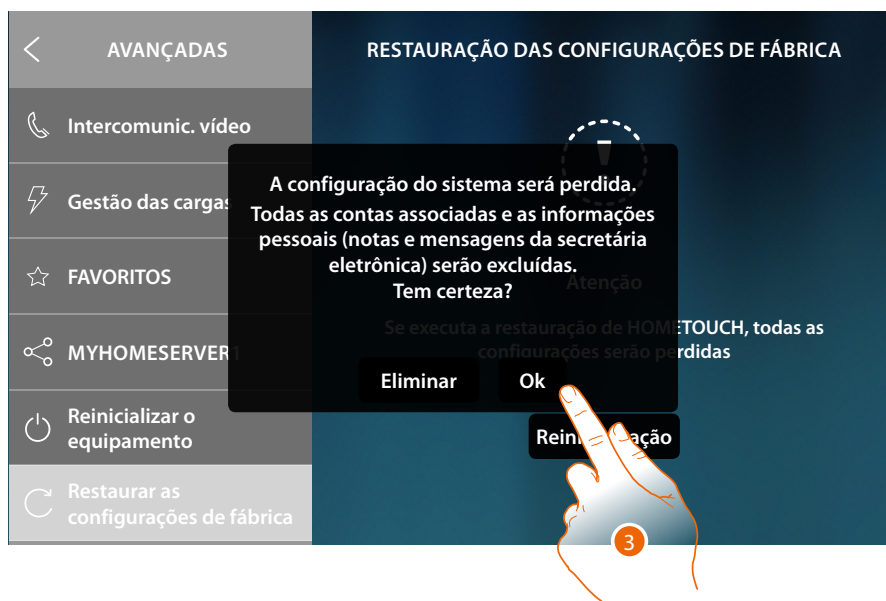 AVANÇADAS
RESTAURAÇÃO DAS CONFIGURAÇÕES DE FÁBRICA
Intercomunic. vídeo
Gestão das cargas
FAVORITOS
MYHOMESERVER1
Reinicializar o
equipamento
Restaurar as
configurações de fábrica
A configuração do sistema será perdida.
Todas as contas associadas e as informações
pessoais (notas e mensagens da secretária
eletrônica) serão excluídas.
Tem certeza?
Eliminar
Ok
Atenção
Se executa a restauração de HOMETOUCH, todas as
configurações serão perdidas
3